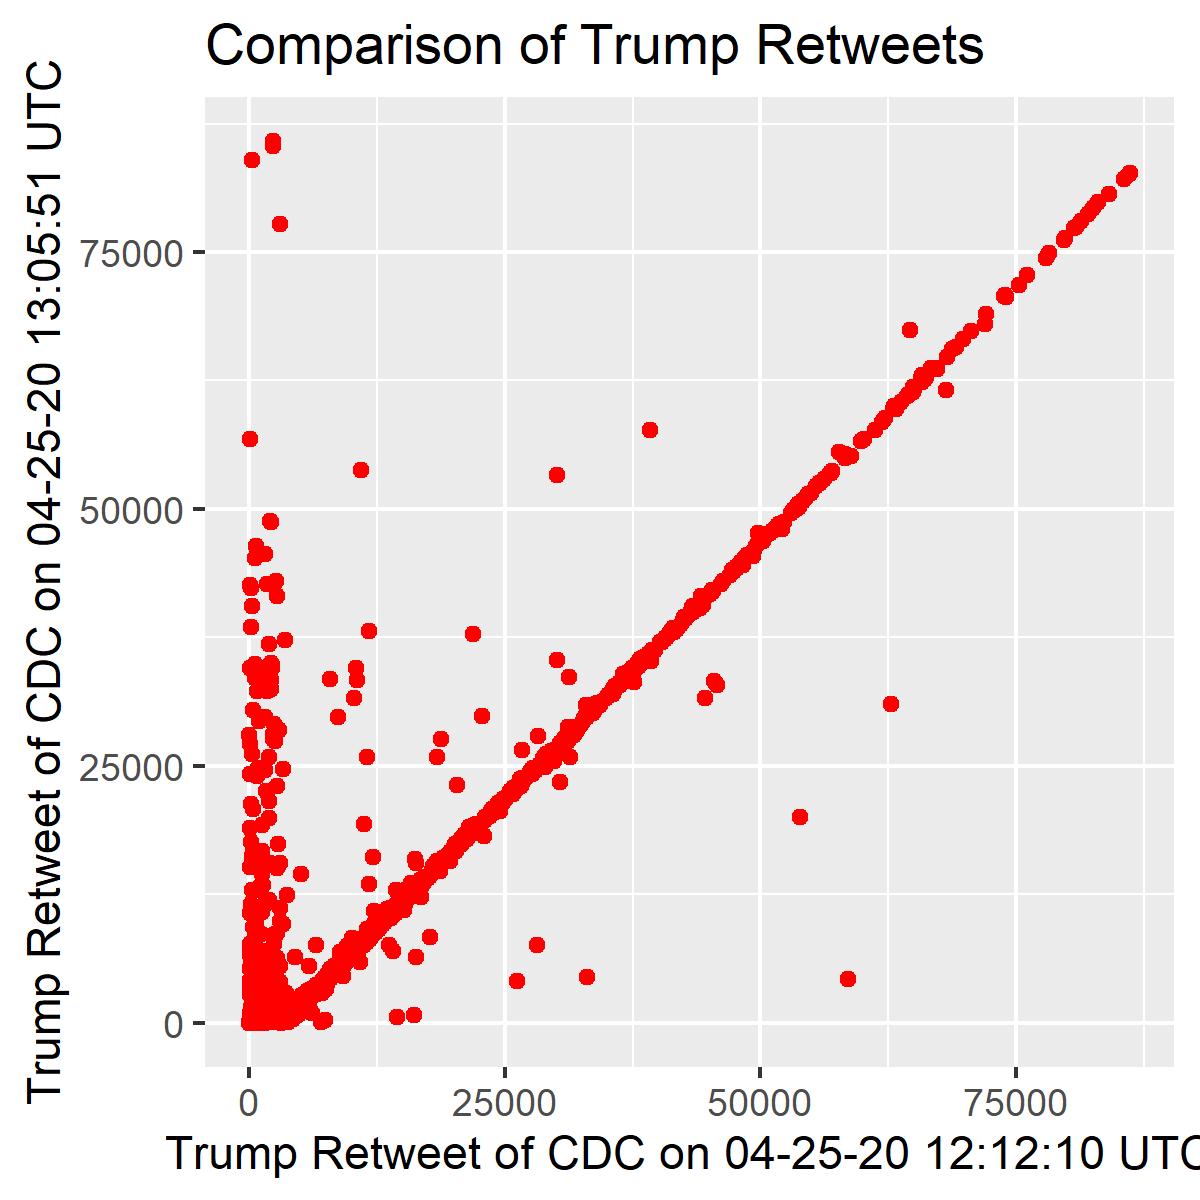 Comparison of Trump Retweets
Trump Retweet of CDC on 04-25-20 13:05:51 UTC
75000
50000
25000
0
0
25000
50000
75000
Trump Retweet of CDC on 04-25-20 12:12:10 UTC